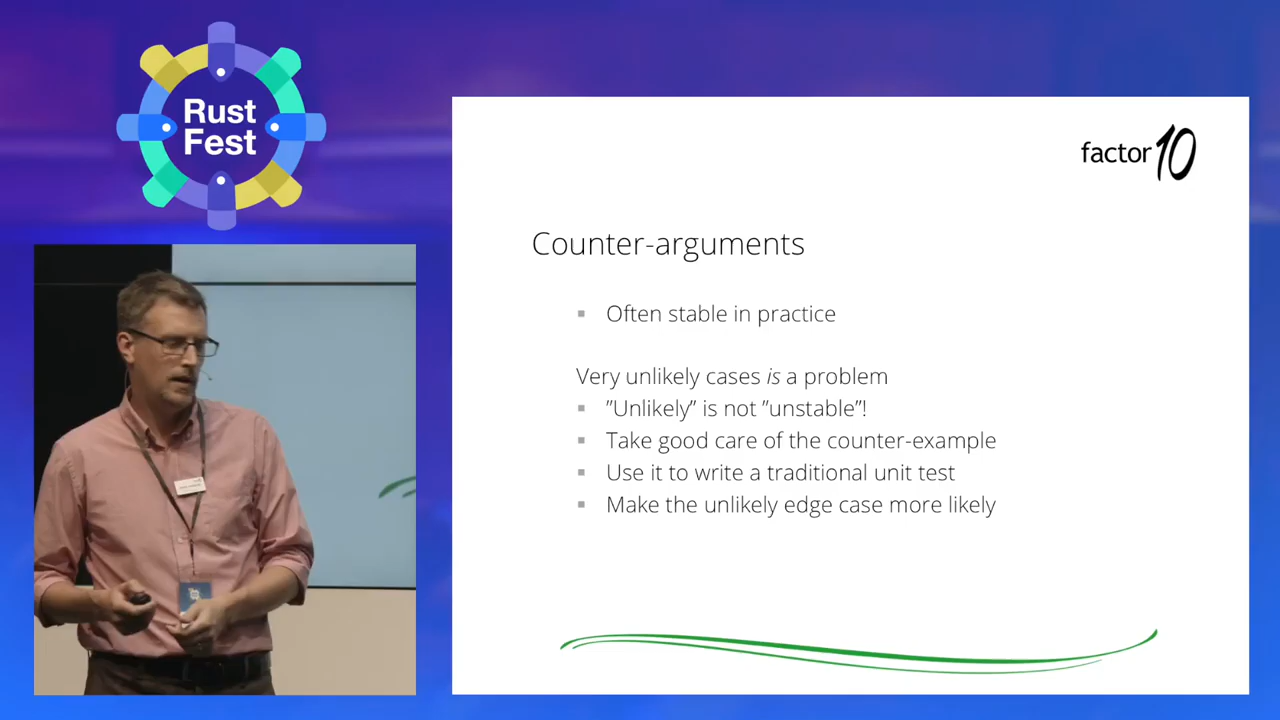 Rust
Fest
factor10
Counter-arguments
▪ Often stable in practice
Very unlikely cases is a problem
▪ ”Unlikely” is not ”unstable”!
▪ Take good care of the counter-example
▪ Use it to write a traditional unit test
▪ Make the unlikely edge case more likely